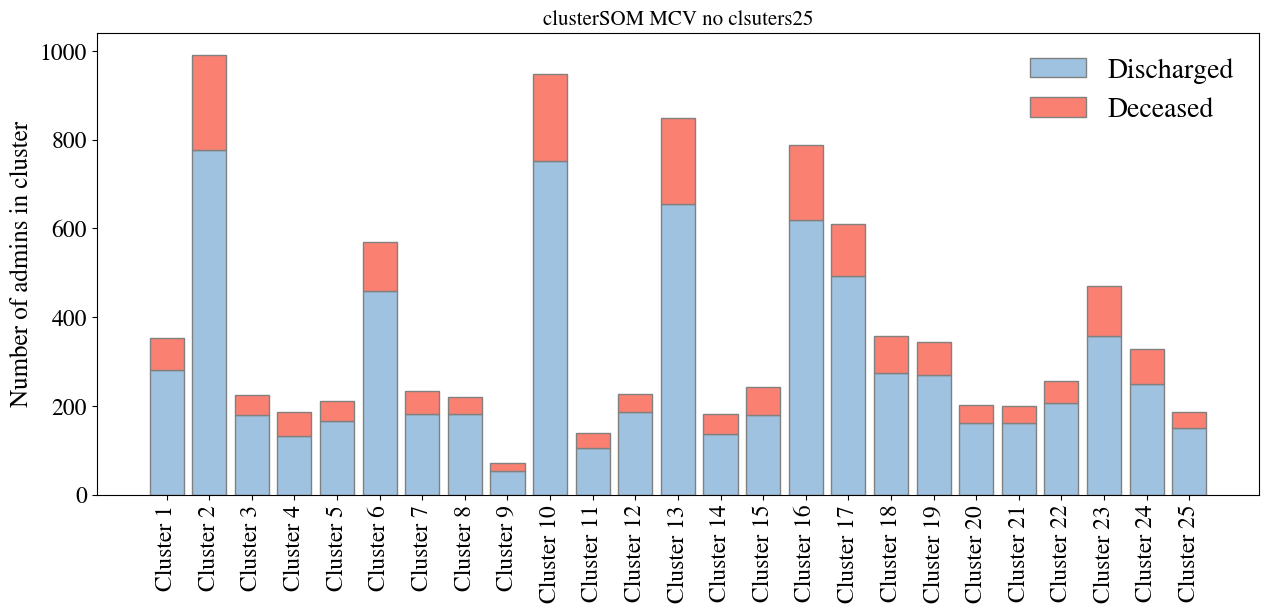 clusterSOM MCV no clsuters25
Number of admins in cluster
1000
800
600
400
200
0
Discharged
Deceased
Cluster 1
Cluster 2
Cluster 3
Cluster 4
Cluster 5
Cluster 6
Cluster 7
Cluster 8
Cluster 9
Cluster 10
Cluster 11
Cluster 12
Cluster 13
Cluster 14
Cluster 15
Cluster 16
Cluster 17
Cluster 18
Cluster 19
Cluster 20
Cluster 21
Cluster 22
Cluster 23
Cluster 24
Cluster 25